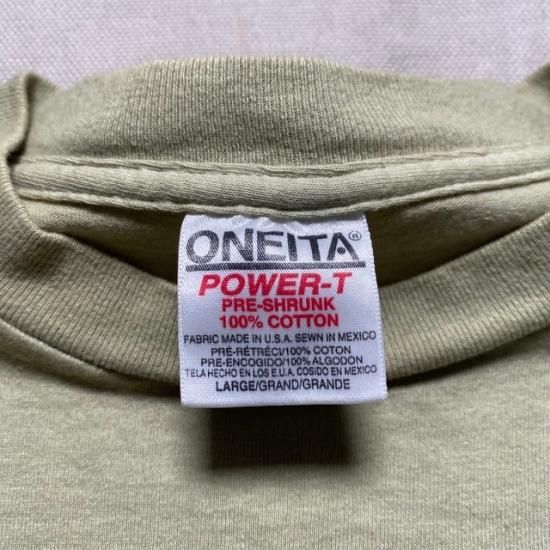 ONEITA®
POWER-T
PRE-SHRUNK
100% COTTON
FABRIC MADE IN U.S.A. SEWN IN MEXICO
PRÉ-RÉTRÉCI/100% COTON
PRE-ENCOGIDO/100% ALGODON
TELA HECHO EN LOS E.U.A. COSIDO EN MEXICO
LARGE/GRAND/GRANDE